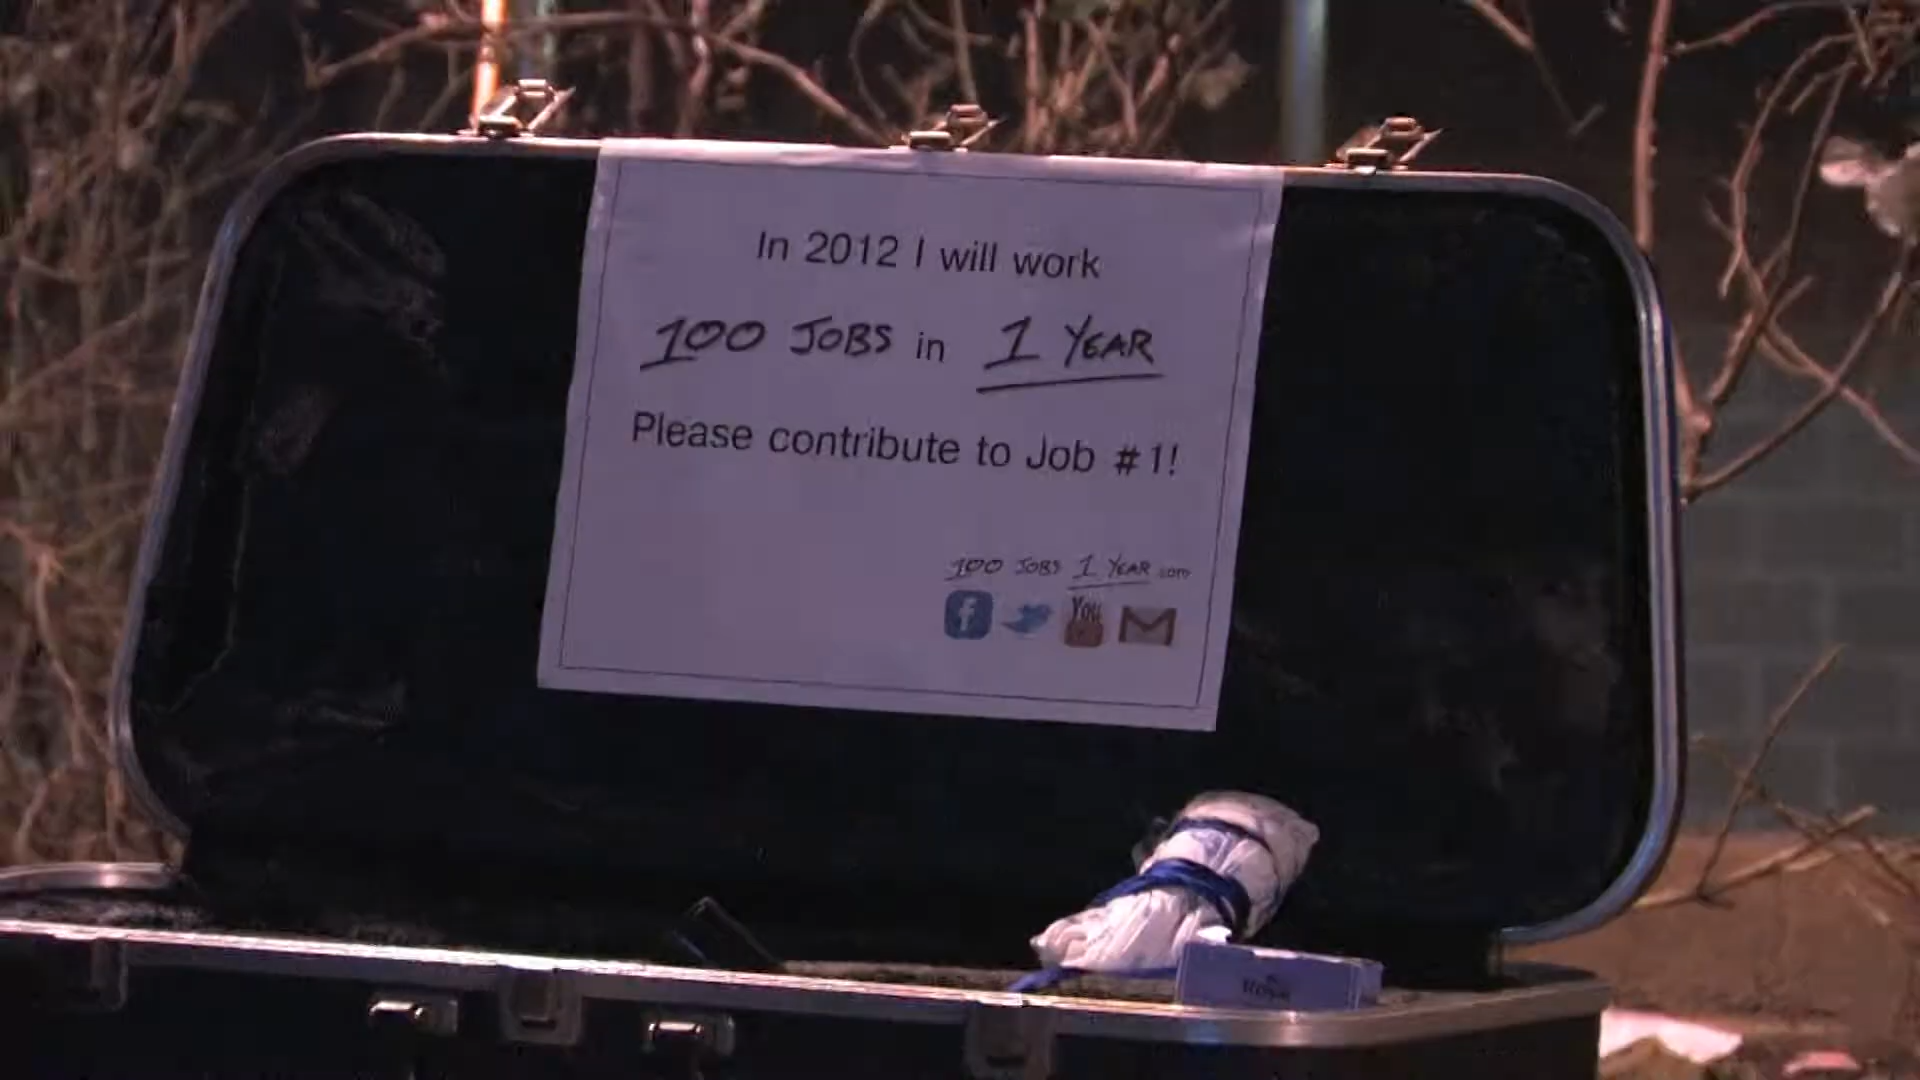 In 2012 I will work
100 JOBS in 1 YEAR
Please contribute to Job #1!
100 JOBS 1 YEAR .com
f You